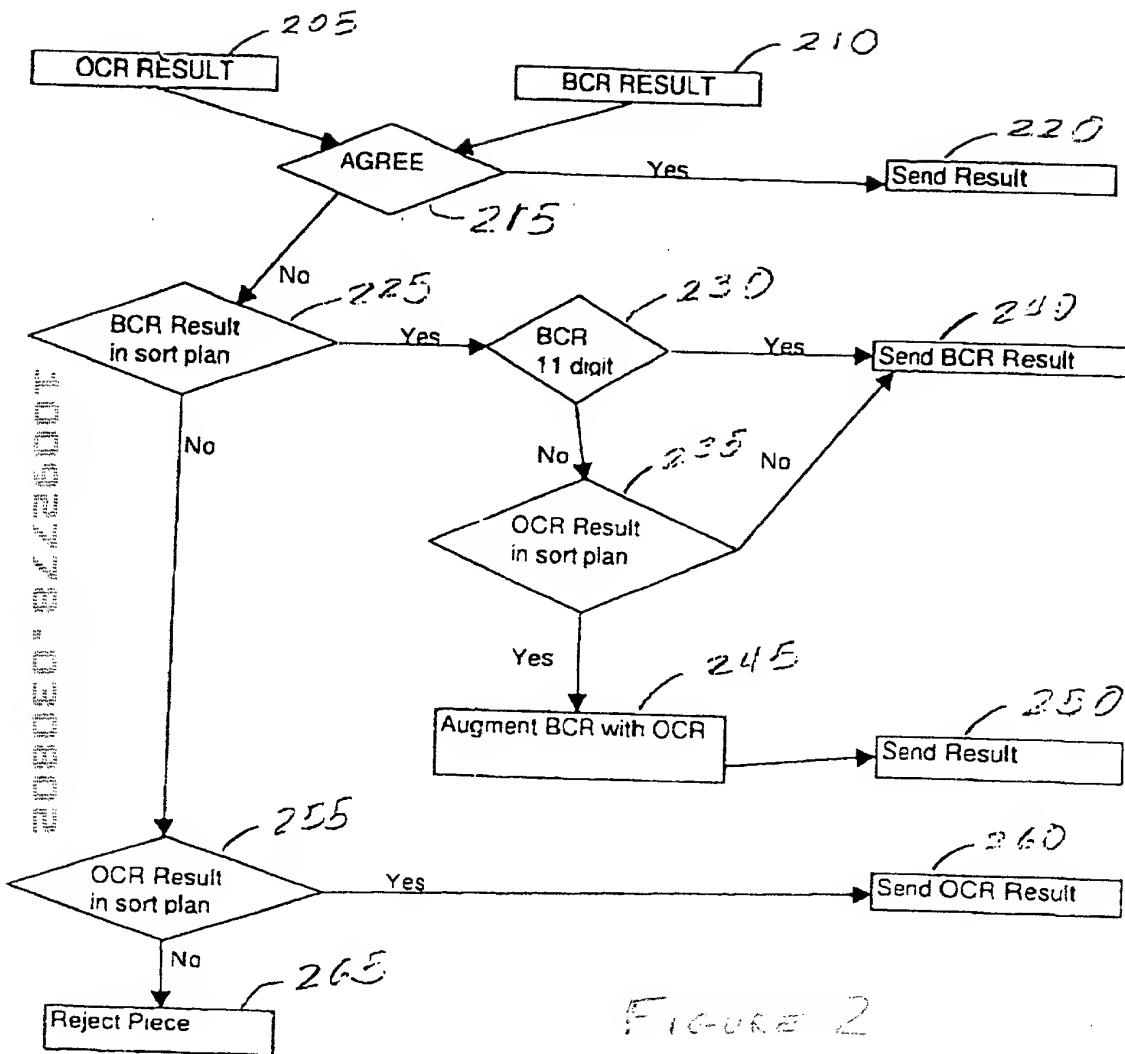 205
OCR RESULT
210
BCR RESULT
AGREE
Yes
220
Send Result
215
No
225
BCR Result
in sort plan
Yes
230
BCR
11 digit
Yes
240
Send BCR Result
No
No
235
No
OCR Result
in sort plan
Yes
245
Augment BCR with OCR
250
Send Result
255
OCR Result
in sort plan
Yes
260
Send OCR Result
No
265
Reject Piece
FIGURE 2
10092778.030802